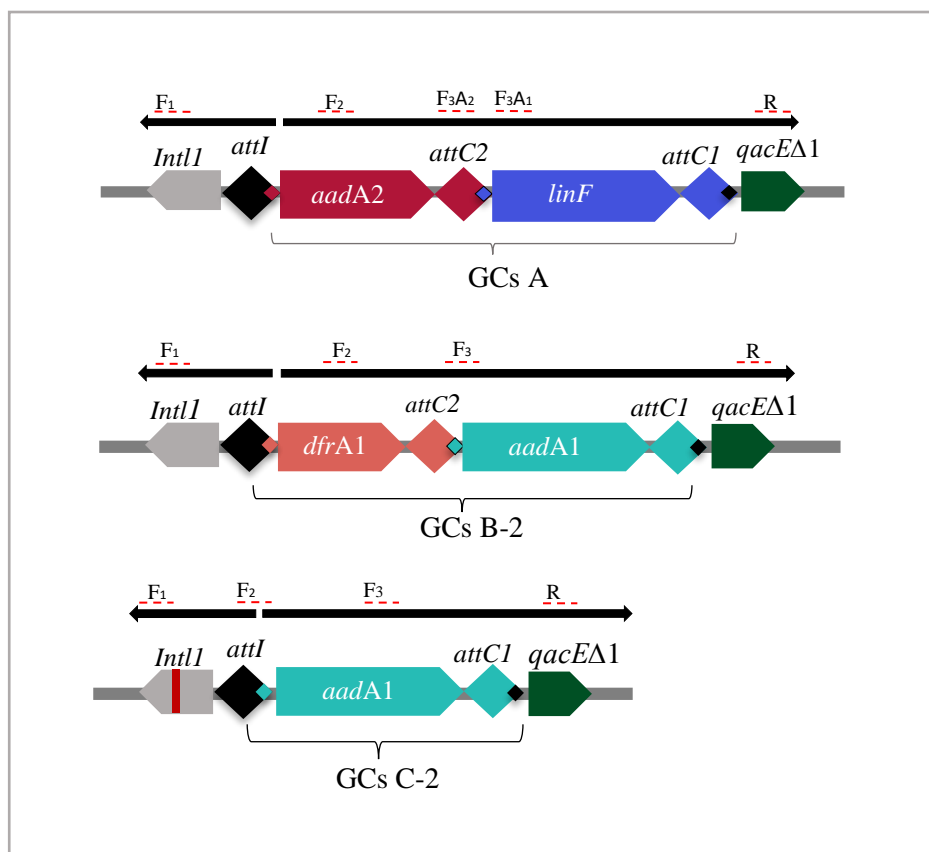 F1 F2 F3A2 F3A1 R
Intl1 attI attC2 attC1 qacEΔ1
aadA2 linF
GCs A
F1 F2 F3 R
Intl1 attI attC2 attC1 qacEΔ1
dfrA1 aadA1
GCs B-2
F1 F2 F3 R
Intl1 attI attC1 qacEΔ1
aadA1
GCs C-2